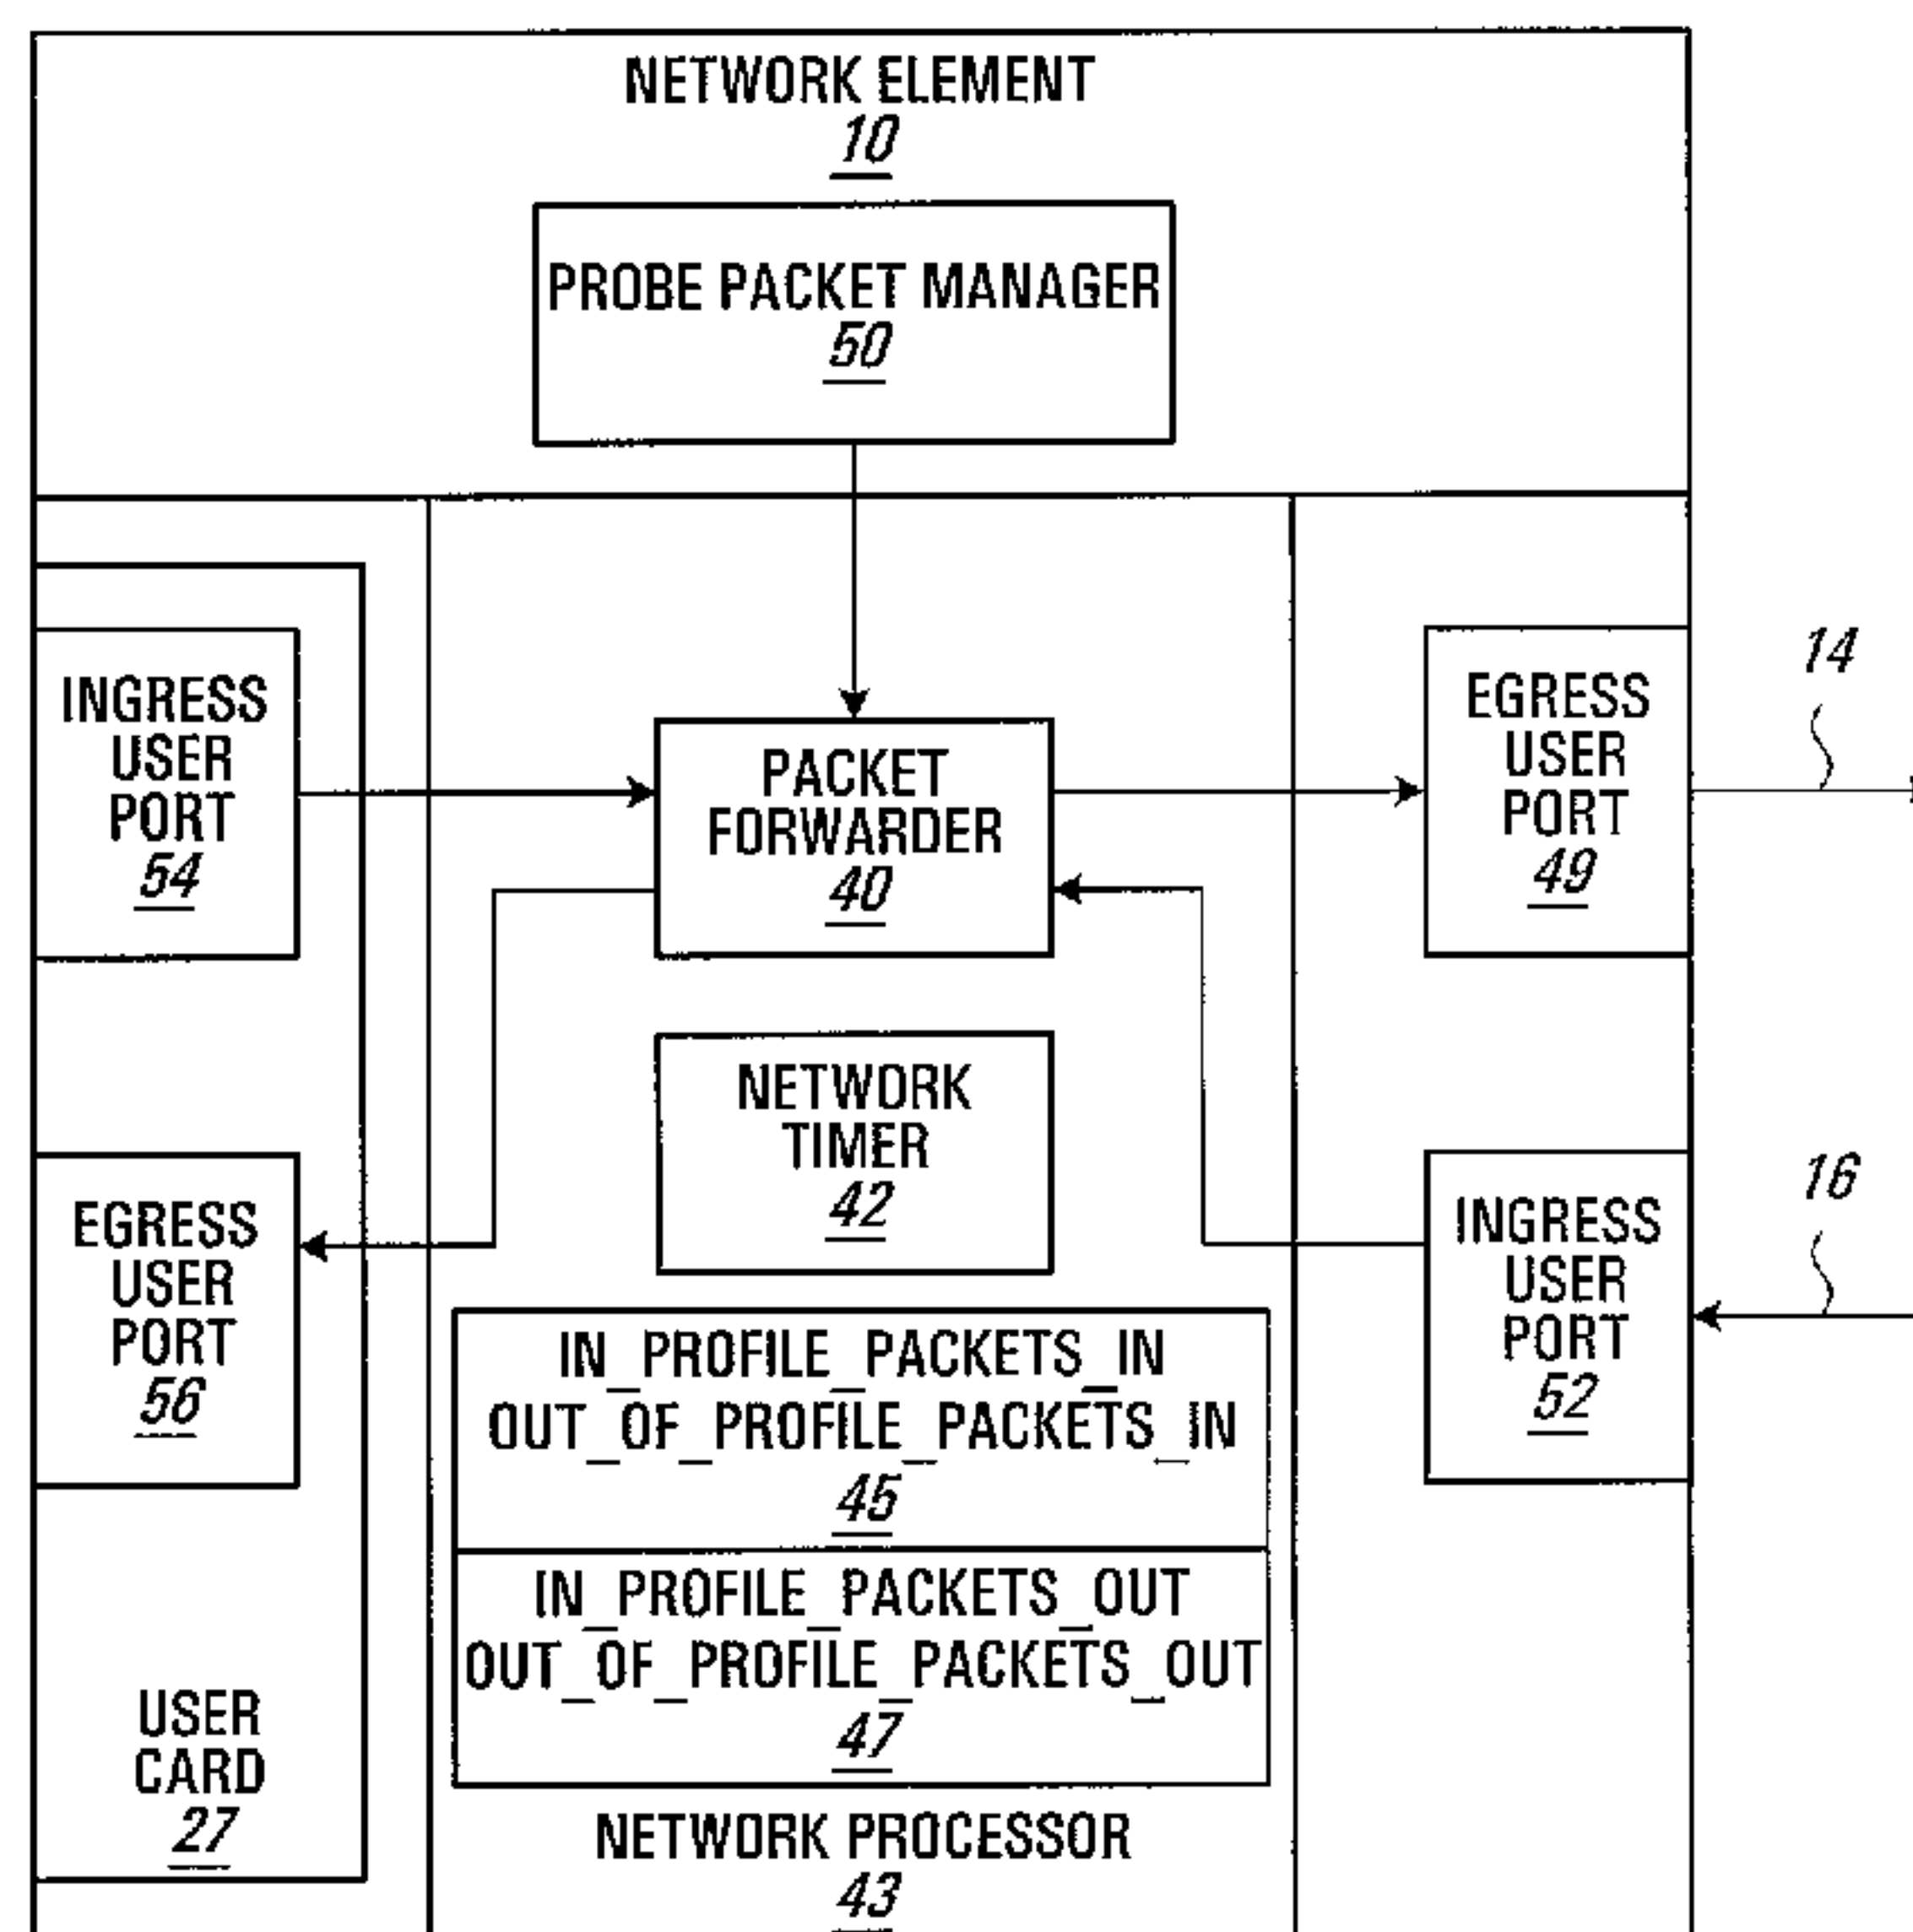 NETWORK ELEMENT
10
PROBE PACKET MANAGER
50
INGRESS
USER
PORT
54
PACKET
FORWARDER
40
EGRESS
USER
PORT
49
14
NETWORK
TIMER
42
EGRESS
USER
PORT
56
INGRESS
USER
PORT
52
16
IN_PROFILE_PACKETS_IN
OUT_OF_PROFILE_PACKETS_IN
45
IN_PROFILE_PACKETS_OUT
OUT_OF_PROFILE_PACKETS_OUT
47
USER
CARD
27
NETWORK PROCESSOR
43